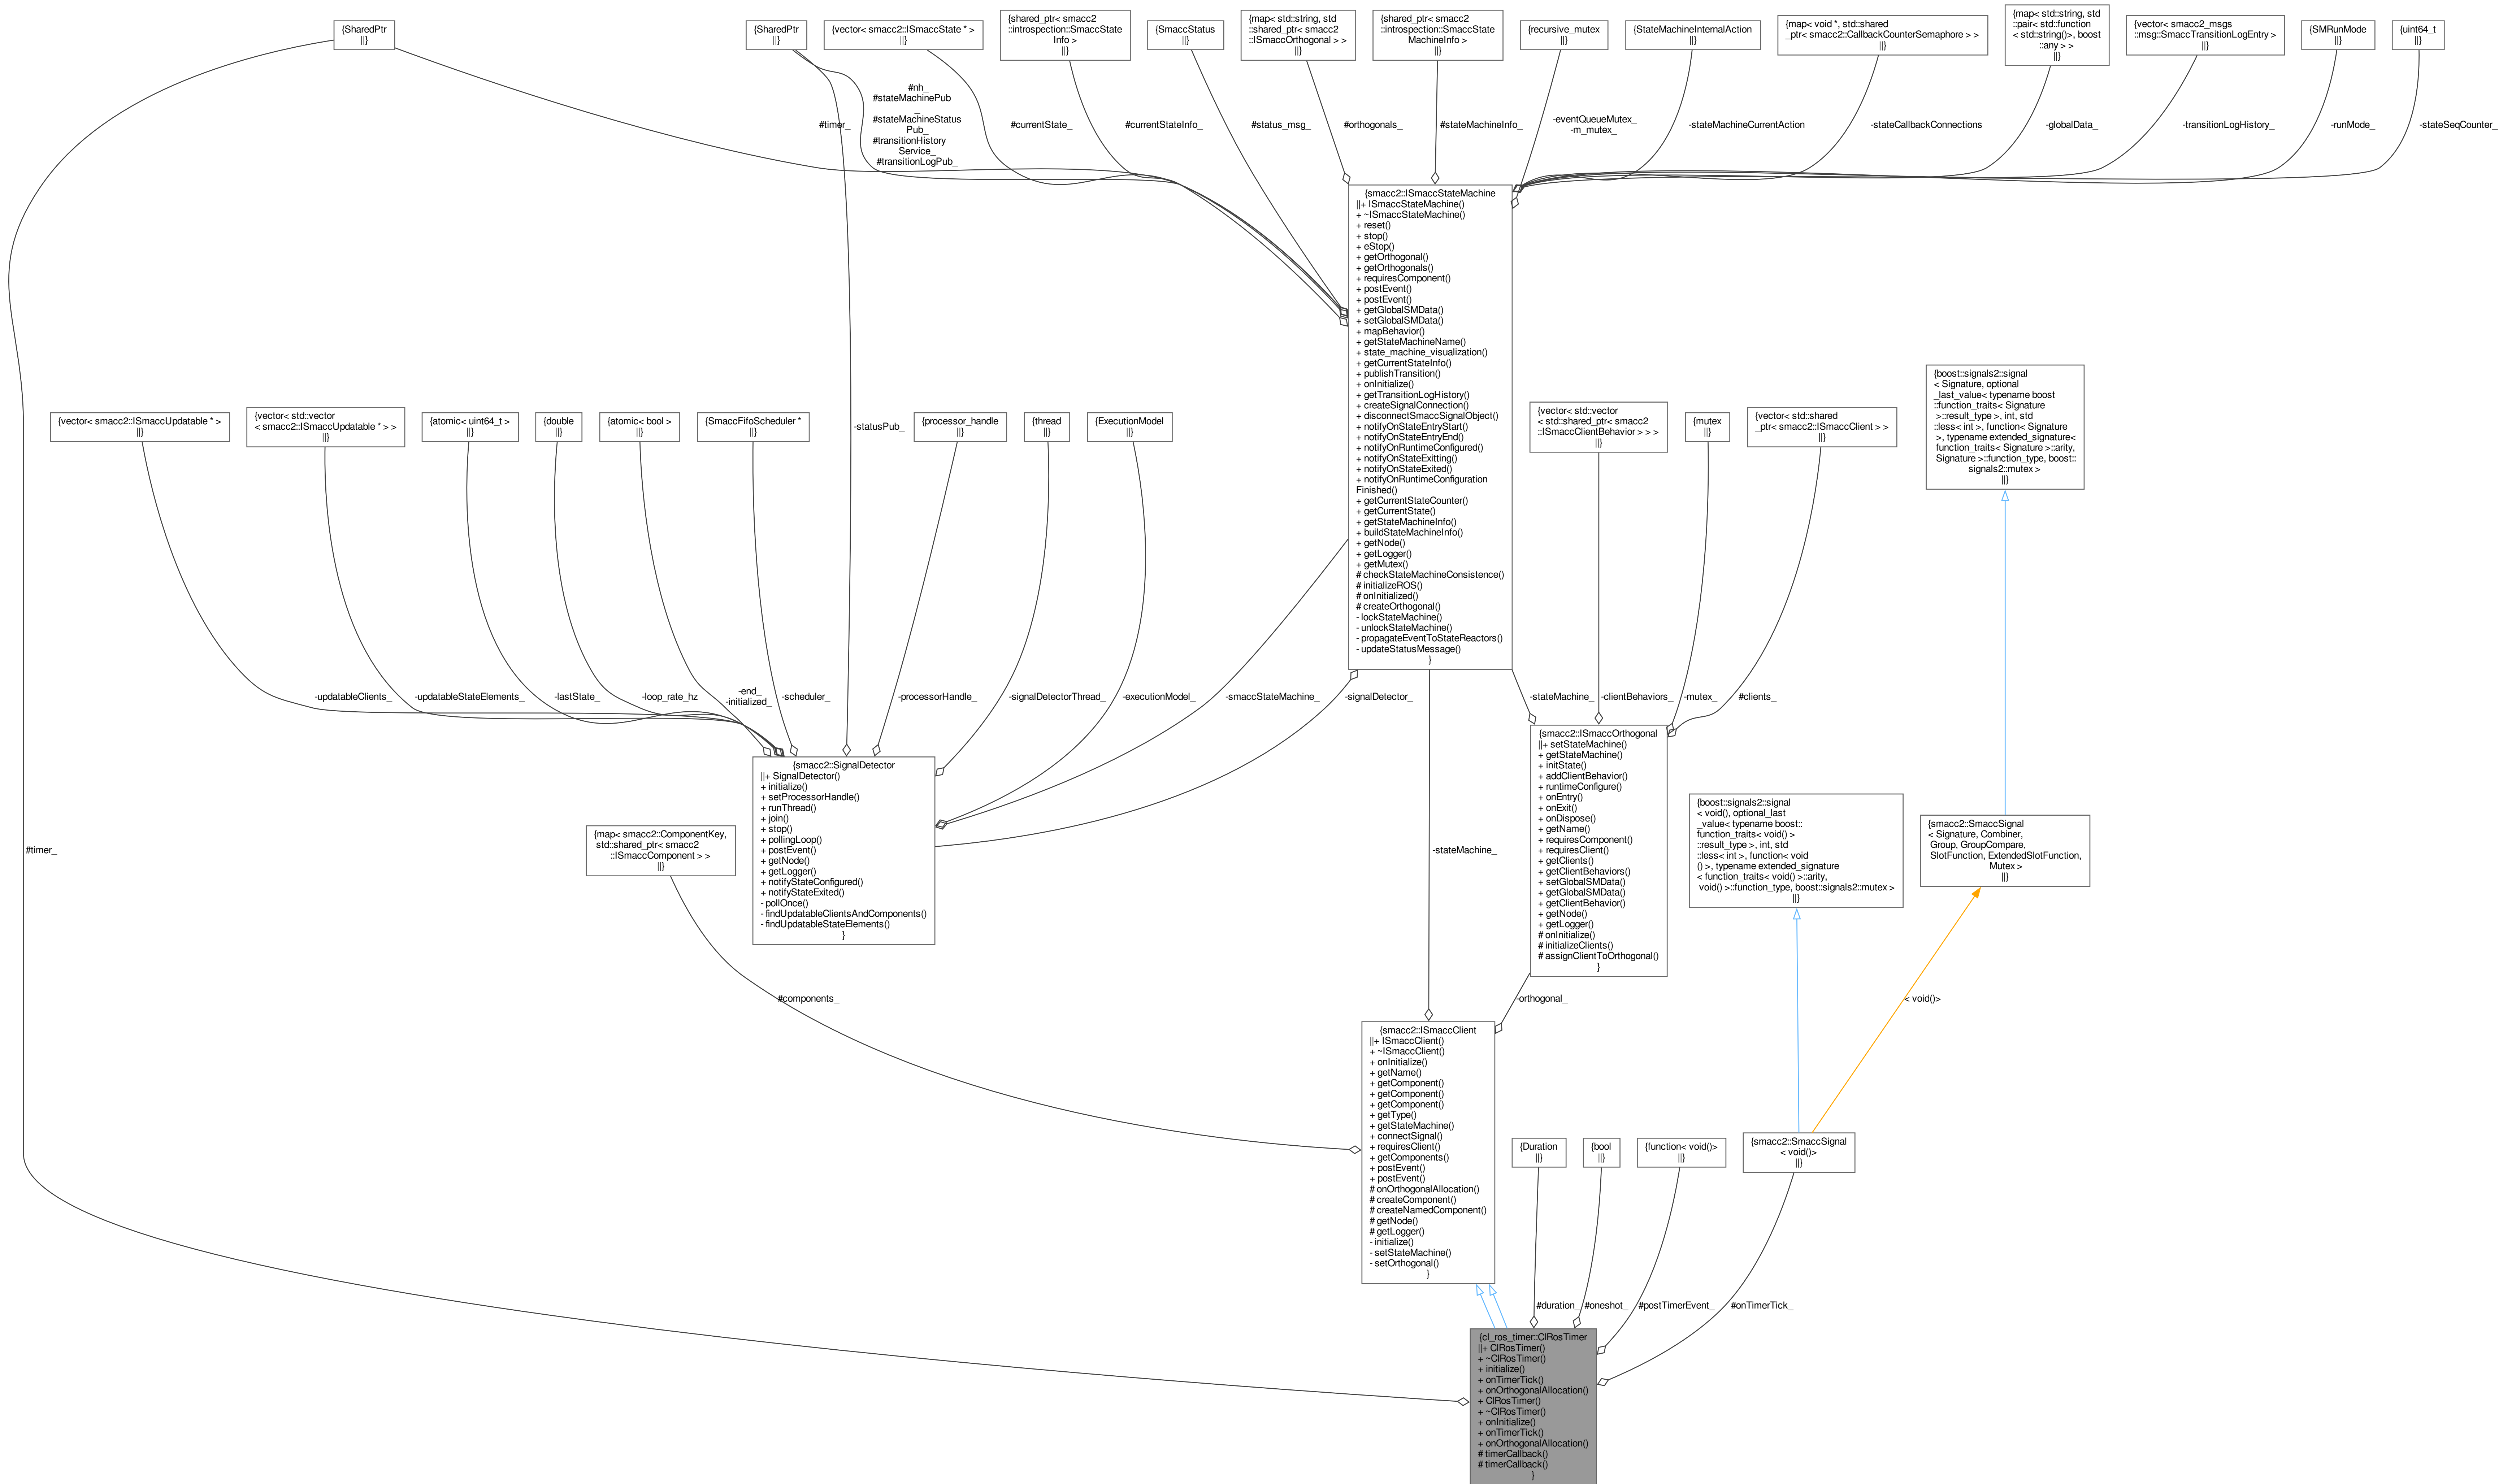 {SharedPtr
||}
{SharedPtr
||}
{vector< smacc2::ISmaccState * >
||}
{shared_ptr< smacc2
::introspection::SmaccState
Info >
||}
{SmaccStatus
||}
{map< std::string, std
::shared_ptr< smacc2
::ISmaccOrthogonal > >
||}
{shared_ptr< smacc2
::introspection::SmaccState
MachineInfo >
||}
{recursive_mutex
||}
{StateMachineInternalAction
||}
{map< void *, std::shared
_ptr< smacc2::CallbackCounterSemaphore > >
||}
{map< std::string, std
::pair< std::function
< std::string()>, boost
::any > >
||}
{vector< smacc2_msgs
::msg::SmaccTransitionLogEntry >
||}
{SMRunMode
||}
{uint64_t
||}
#timer_
#nh_
#stateMachinePub
_
#stateMachineStatus
Pub_
#transitionHistory
Service_
#transitionLogPub_
#currentState_
#currentStateInfo_
#status_msg_
#orthogonals_
#stateMachineInfo_
-eventQueueMutex_
-m_mutex_
-stateMachineCurrentAction
-stateCallbackConnections
-globalData_
-transitionLogHistory_
-runMode_
-stateSeqCounter_
{smacc2::ISmaccStateMachine
||+ ISmaccStateMachine()
+ ~ISmaccStateMachine()
+ reset()
+ stop()
+ eStop()
+ getOrthogonal()
+ getOrthogonals()
+ requiresComponent()
+ postEvent()
+ postEvent()
+ getGlobalSMData()
+ setGlobalSMData()
+ mapBehavior()
+ getStateMachineName()
+ state_machine_visualization()
+ getCurrentStateInfo()
+ publishTransition()
+ onInitialize()
+ getTransitionLogHistory()
+ createSignalConnection()
+ disconnectSmaccSignalObject()
+ notifyOnStateEntryStart()
+ notifyOnStateEntryEnd()
+ notifyOnRuntimeConfigured()
+ notifyOnStateExitting()
+ notifyOnStateExited()
+ notifyOnRuntimeConfiguration
Finished()
+ getCurrentStateCounter()
+ getCurrentState()
+ getStateMachineInfo()
+ buildStateMachineInfo()
+ getNode()
+ getLogger()
+ getMutex()
# checkStateMachineConsistence()
# initializeROS()
# onInitialized()
# createOrthogonal()
- lockStateMachine()
- unlockStateMachine()
- propagateEventToStateReactors()
- updateStatusMessage()
}
{vector< smacc2::ISmaccUpdatable * >
||}
{vector< std::vector
< smacc2::ISmaccUpdatable * > >
||}
{atomic< uint64_t >
||}
{double
||}
{atomic< bool >
||}
{SmaccFifoScheduler *
||}
-statusPub_
{processor_handle
||}
{thread
||}
{ExecutionModel
||}
{vector< std::vector
< std::shared_ptr< smacc2
::ISmaccClientBehavior > > >
||}
{mutex
||}
{vector< std::shared
_ptr< smacc2::ISmaccClient > >
||}
{boost::signals2::signal
< Signature, optional
_last_value< typename boost
::function_traits< Signature
>::result_type >, int, std
::less< int >, function< Signature
>, typename extended_signature<
function_traits< Signature >::arity,
Signature >::function_type, boost::
signals2::mutex >
||}
-updatableClients_
-updatableStateElements_
-lastState_
-loop_rate_hz
-end_
-initialized_
-scheduler_
-processorHandle_
-signalDetectorThread_
-executionModel_
-smaccStateMachine_
-signalDetector_
-stateMachine_
-clientBehaviors_
-mutex_
#clients_
{smacc2::SignalDetector
||+ SignalDetector()
+ initialize()
+ setProcessorHandle()
+ runThread()
+ join()
+ stop()
+ pollingLoop()
+ postEvent()
+ getNode()
+ getLogger()
+ notifyStateConfigured()
+ notifyStateExited()
- pollOnce()
- findUpdatableClientsAndComponents()
- findUpdatableStateElements()
}
{smacc2::ISmaccOrthogonal
||+ setStateMachine()
+ getStateMachine()
+ initState()
+ addClientBehavior()
+ runtimeConfigure()
+ onEntry()
+ onExit()
+ onDispose()
+ getName()
+ requiresComponent()
+ requiresClient()
+ getClients()
+ getClientBehaviors()
+ setGlobalSMData()
+ getGlobalSMData()
+ getClientBehavior()
+ getNode()
+ getLogger()
# onInitialize()
# initializeClients()
# assignClientToOrthogonal()
}
#timer_
{map< smacc2::ComponentKey,
std::shared_ptr< smacc2
::ISmaccComponent > >
||}
-stateMachine_
{boost::signals2::signal
< void(), optional_last
_value< typename boost::
function_traits< void() >
::result_type >, int, std
::less< int >, function< void
() >, typename extended_signature
< function_traits< void() >::arity,
void() >::function_type, boost::signals2::mutex >
||}
{smacc2::SmaccSignal
< Signature, Combiner,
Group, GroupCompare,
SlotFunction, ExtendedSlotFunction,
Mutex >
||}
#components_
-orthogonal_
< void()>
{smacc2::ISmaccClient
||+ ISmaccClient()
+ ~ISmaccClient()
+ onInitialize()
+ getName()
+ getComponent()
+ getComponent()
+ getComponent()
+ getType()
+ getStateMachine()
+ connectSignal()
+ requiresClient()
+ getComponents()
+ postEvent()
+ postEvent()
# onOrthogonalAllocation()
# createComponent()
# createNamedComponent()
# getNode()
# getLogger()
- initialize()
- setStateMachine()
- setOrthogonal()
}
{Duration
||}
{bool
||}
{function< void()>
||}
{smacc2::SmaccSignal
< void()>
||}
#duration_
#oneshot_
#postTimerEvent_
#onTimerTick_
{cl_ros_timer::ClRosTimer
||+ ClRosTimer()
+ ~ClRosTimer()
+ initialize()
+ onTimerTick()
+ onOrthogonalAllocation()
+ ClRosTimer()
+ ~ClRosTimer()
+ onInitialize()
+ onTimerTick()
+ onOrthogonalAllocation()
# timerCallback()
# timerCallback()
}